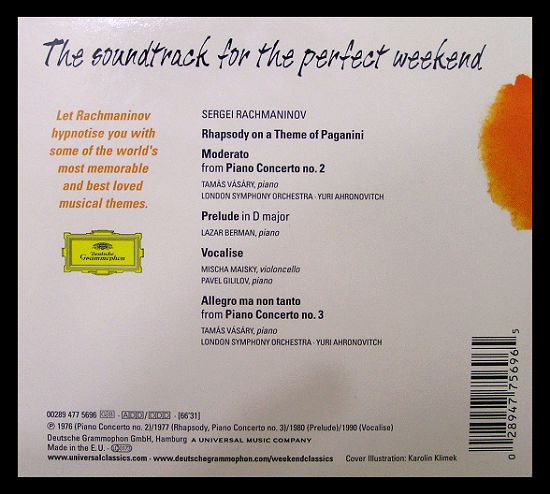 The soundtrack for the perfect weekend
Let Rachmaninov
hypnotise you with
some of the world's
most memorable
and best loved
musical themes.
Deutsche
Grammophon
SERGEI RACHMANINOV
Rhapsody on a Theme of Paganini
Moderato
from Piano Concerto no. 2
TAMÁS VÁSÁRY, piano
LONDON SYMPHONY ORCHESTRA · YURI AHRONOVITCH
Prelude in D major
LAZAR BERMAN, piano
Vocalise
MISCHA MAISKY, violoncello
PAVEL GILILOV, piano
Allegro ma non tanto
from Piano Concerto no. 3
TAMÁS VÁSÁRY, piano
LONDON SYMPHONY ORCHESTRA · YURI AHRONOVITCH
00289 477 5696 GB · ADD/DDD · [66'31]
℗ 1976 (Piano Concerto no. 2)/1977 (Rhapsody, Piano Concerto no. 3)/1980 (Prelude)/1990 (Vocalise)
Deutsche Grammophon GmbH, Hamburg A UNIVERSAL MUSIC COMPANY
Made in the E.U.
www.universalclassics.com · www.deutschegrammophon.com/weekendclassics Cover Illustration: Karolin Klimek
0 28947 75696 5